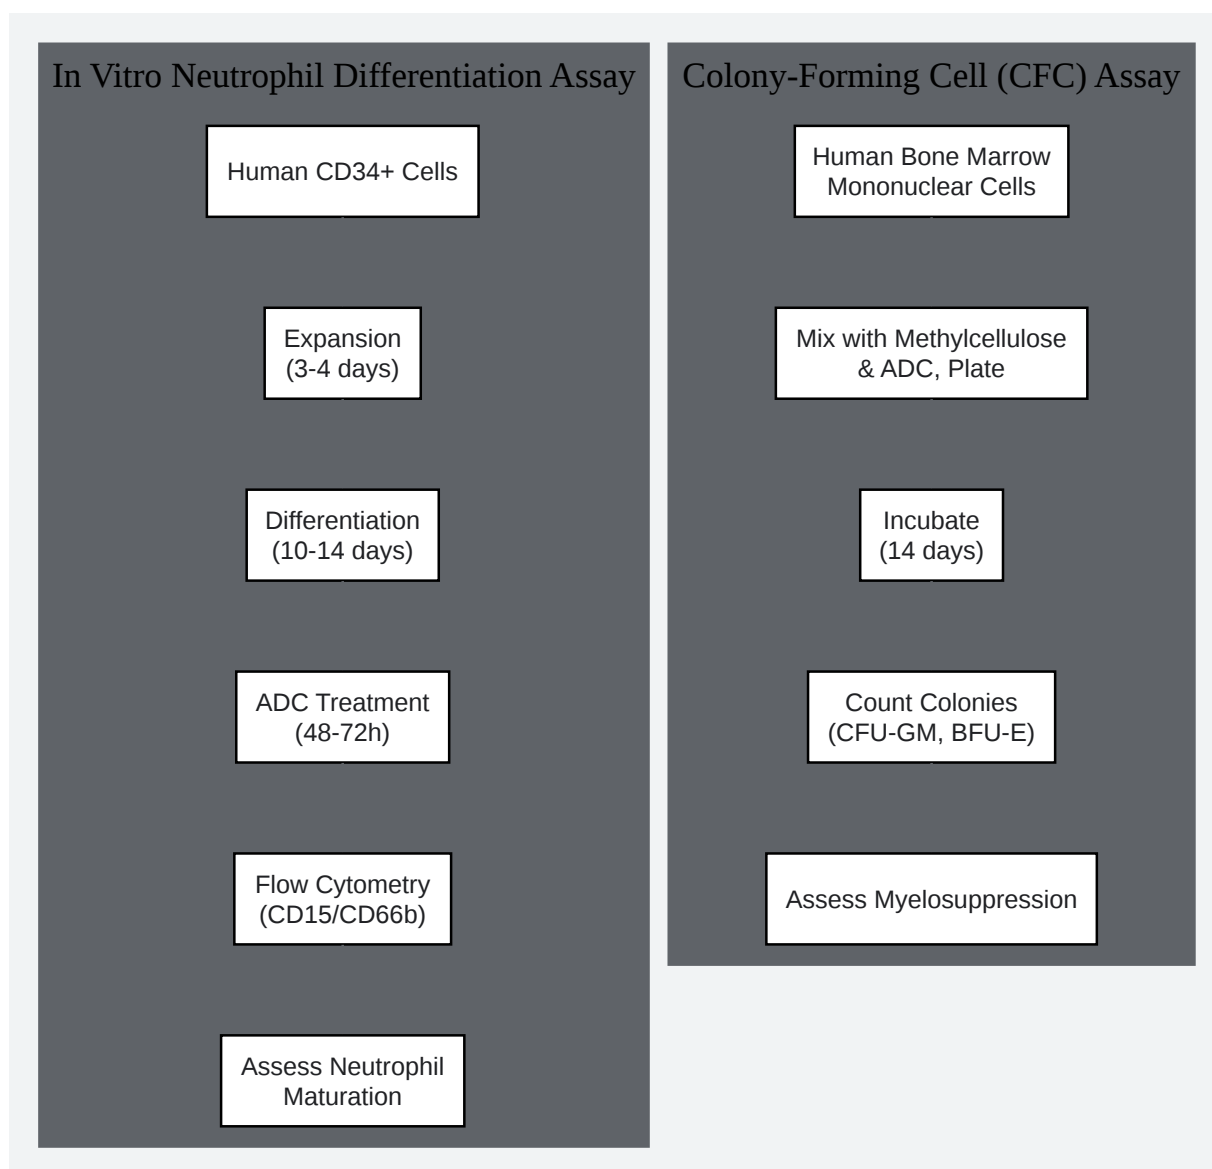 In Vitro Neutrophil Differentiation Assay
Human CD34+ Cells
Expansion
(3-4 days)
Differentiation
(10-14 days)
ADC Treatment
(48-72h)
Flow Cytometry
(CD15/CD66b)
Assess Neutrophil
Maturation
Colony-Forming Cell (CFC) Assay
Human Bone Marrow
Mononuclear Cells
Mix with Methylcellulose
& ADC, Plate
Incubate
(14 days)
Count Colonies
(CFU-GM, BFU-E)
Assess Myelosuppression